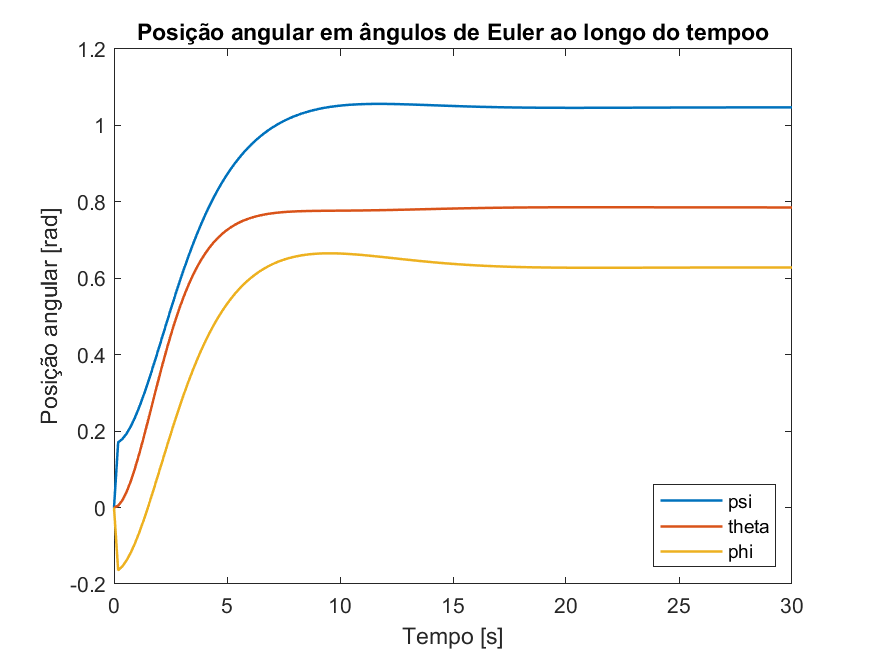 Posição angular em ângulos de Euler ao longo do tempoo
1.2
1
0.8
0.6
0.4
0.2
0
-0.2
Posição angular [rad]
psi
theta
phi
0 5 10 15 20 25 30
Tempo [s]